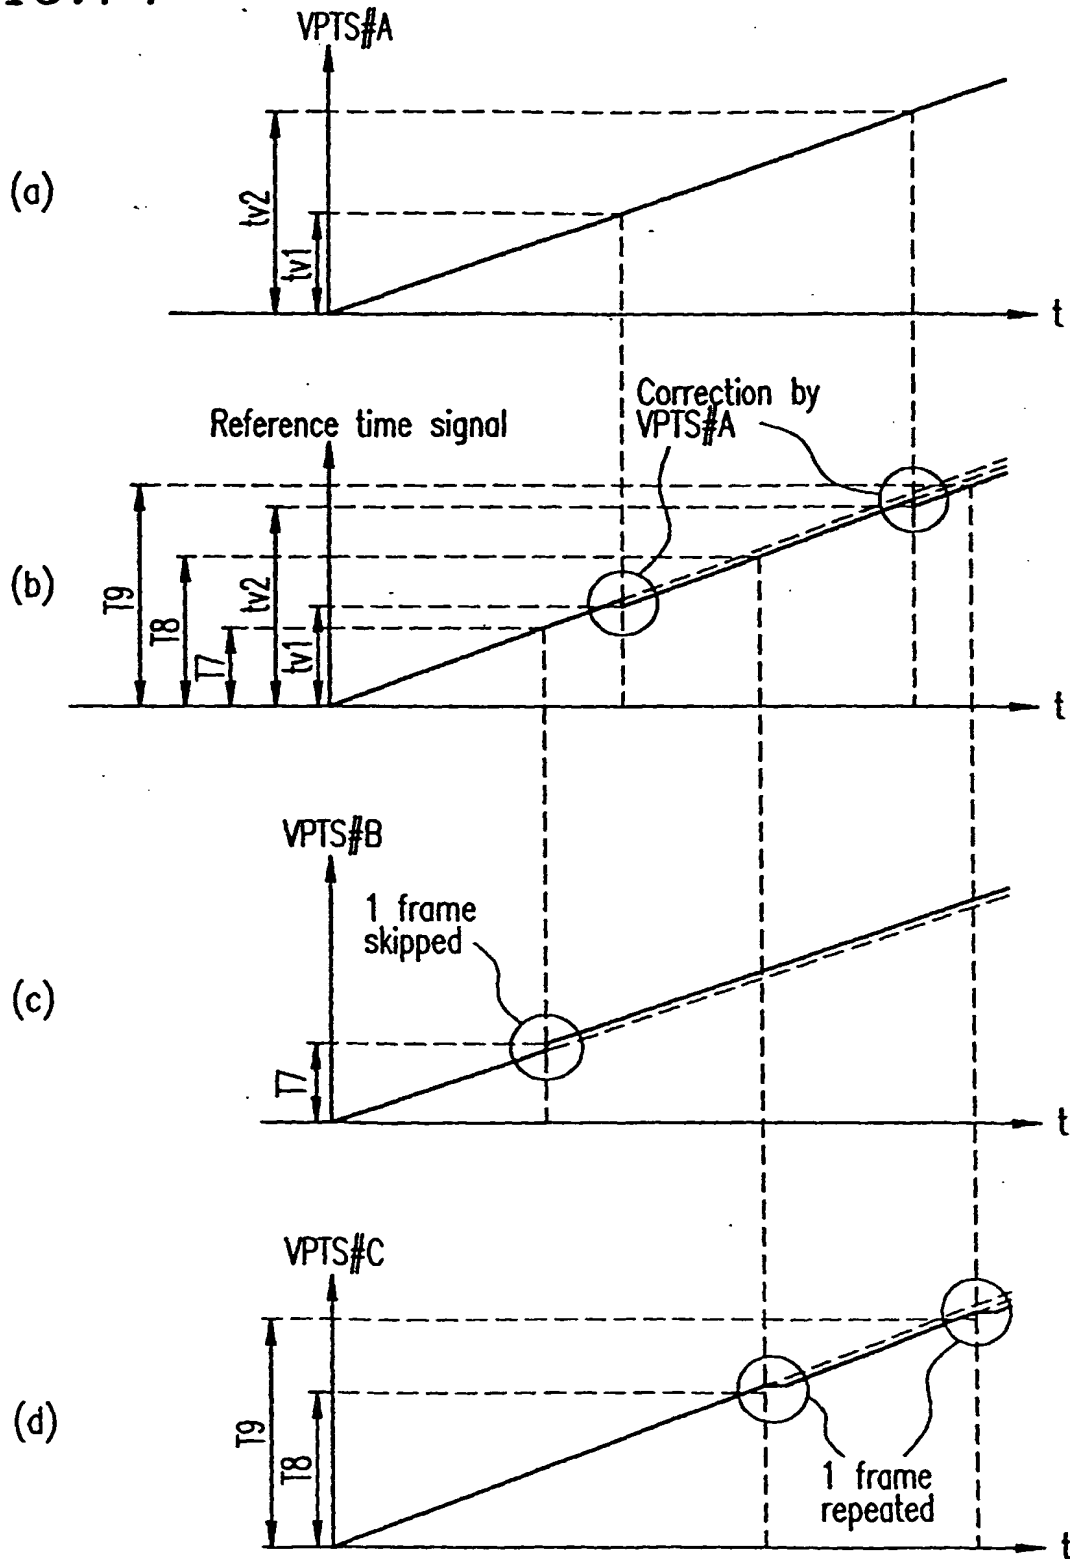 VPTS#A
(a)
tv2
tv1
t
Correction by
VPTS#A
Reference time signal
(b)
T9
T8
T7
tv2
tv1
t
VPTS#B
1 frame
skipped
(c)
T7
t
VPTS#C
(d)
T9
T8
1 frame
repeated
t